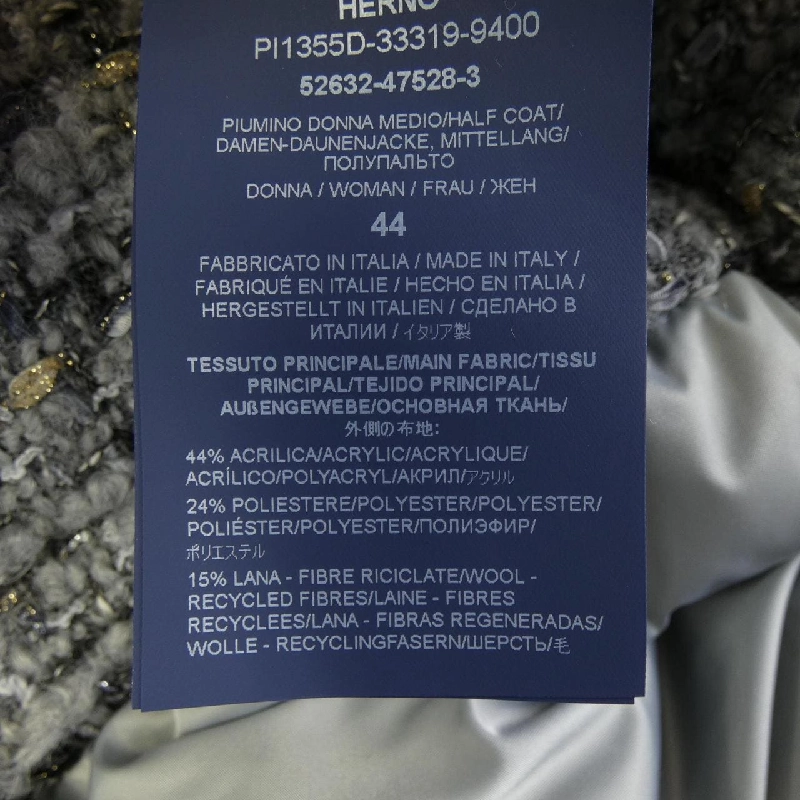 HERNO
PI1355D-33319-9400
52632-47528-3
PIUMINO DONNA MEDIO/HALF COAT/
DAMEN-DAUNENJACKE, MITTELLANG/
ПОЛУПАЛЬТО
DONNA / WOMAN / FRAU / ЖЕН
44
FABBRICATO IN ITALIA / MADE IN ITALY /
FABRIQUÉ EN ITALIE / HECHO EN ITALIA /
HERGESTELLT IN ITALIEN / СДЕЛАНО В
ИТАЛИИ / イタリア製
TESSUTO PRINCIPALE/MAIN FABRIC/TISSU
PRINCIPAL/TEJIDO PRINCIPAL/
AUßENGEWEBE/ОСНОВНАЯ ТКАНЬ/
外側の布地:
44% ACRILICA/ACRYLIC/ACRYLIQUE/
ACRÍLICO/POLYACRYL/АКРИЛ/アクリル
24% POLIESTERE/POLYESTER/POLYESTER/
POLIÉSTER/POLYESTER/ПОЛИЭФИР/
ポリエステル
15% LANA - FIBRE RICICLATE/WOOL -
RECYCLED FIBRES/LAINE - FIBRES
RECYCLEES/LANA - FIBRAS REGENERADAS/
WOLLE - RECYCLINGFASERN/ШЕРСТЬ/毛